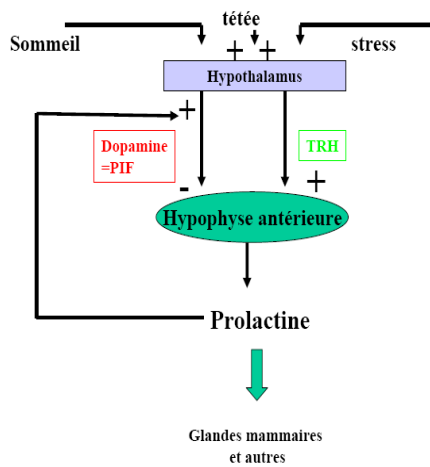 tétée
Sommeil
stress
+ +
Hypothalamus
+
Dopamine
=PIF
TRH
-
+
Hypophyse antérieure
Prolactine
Glandes mammaires
et autres